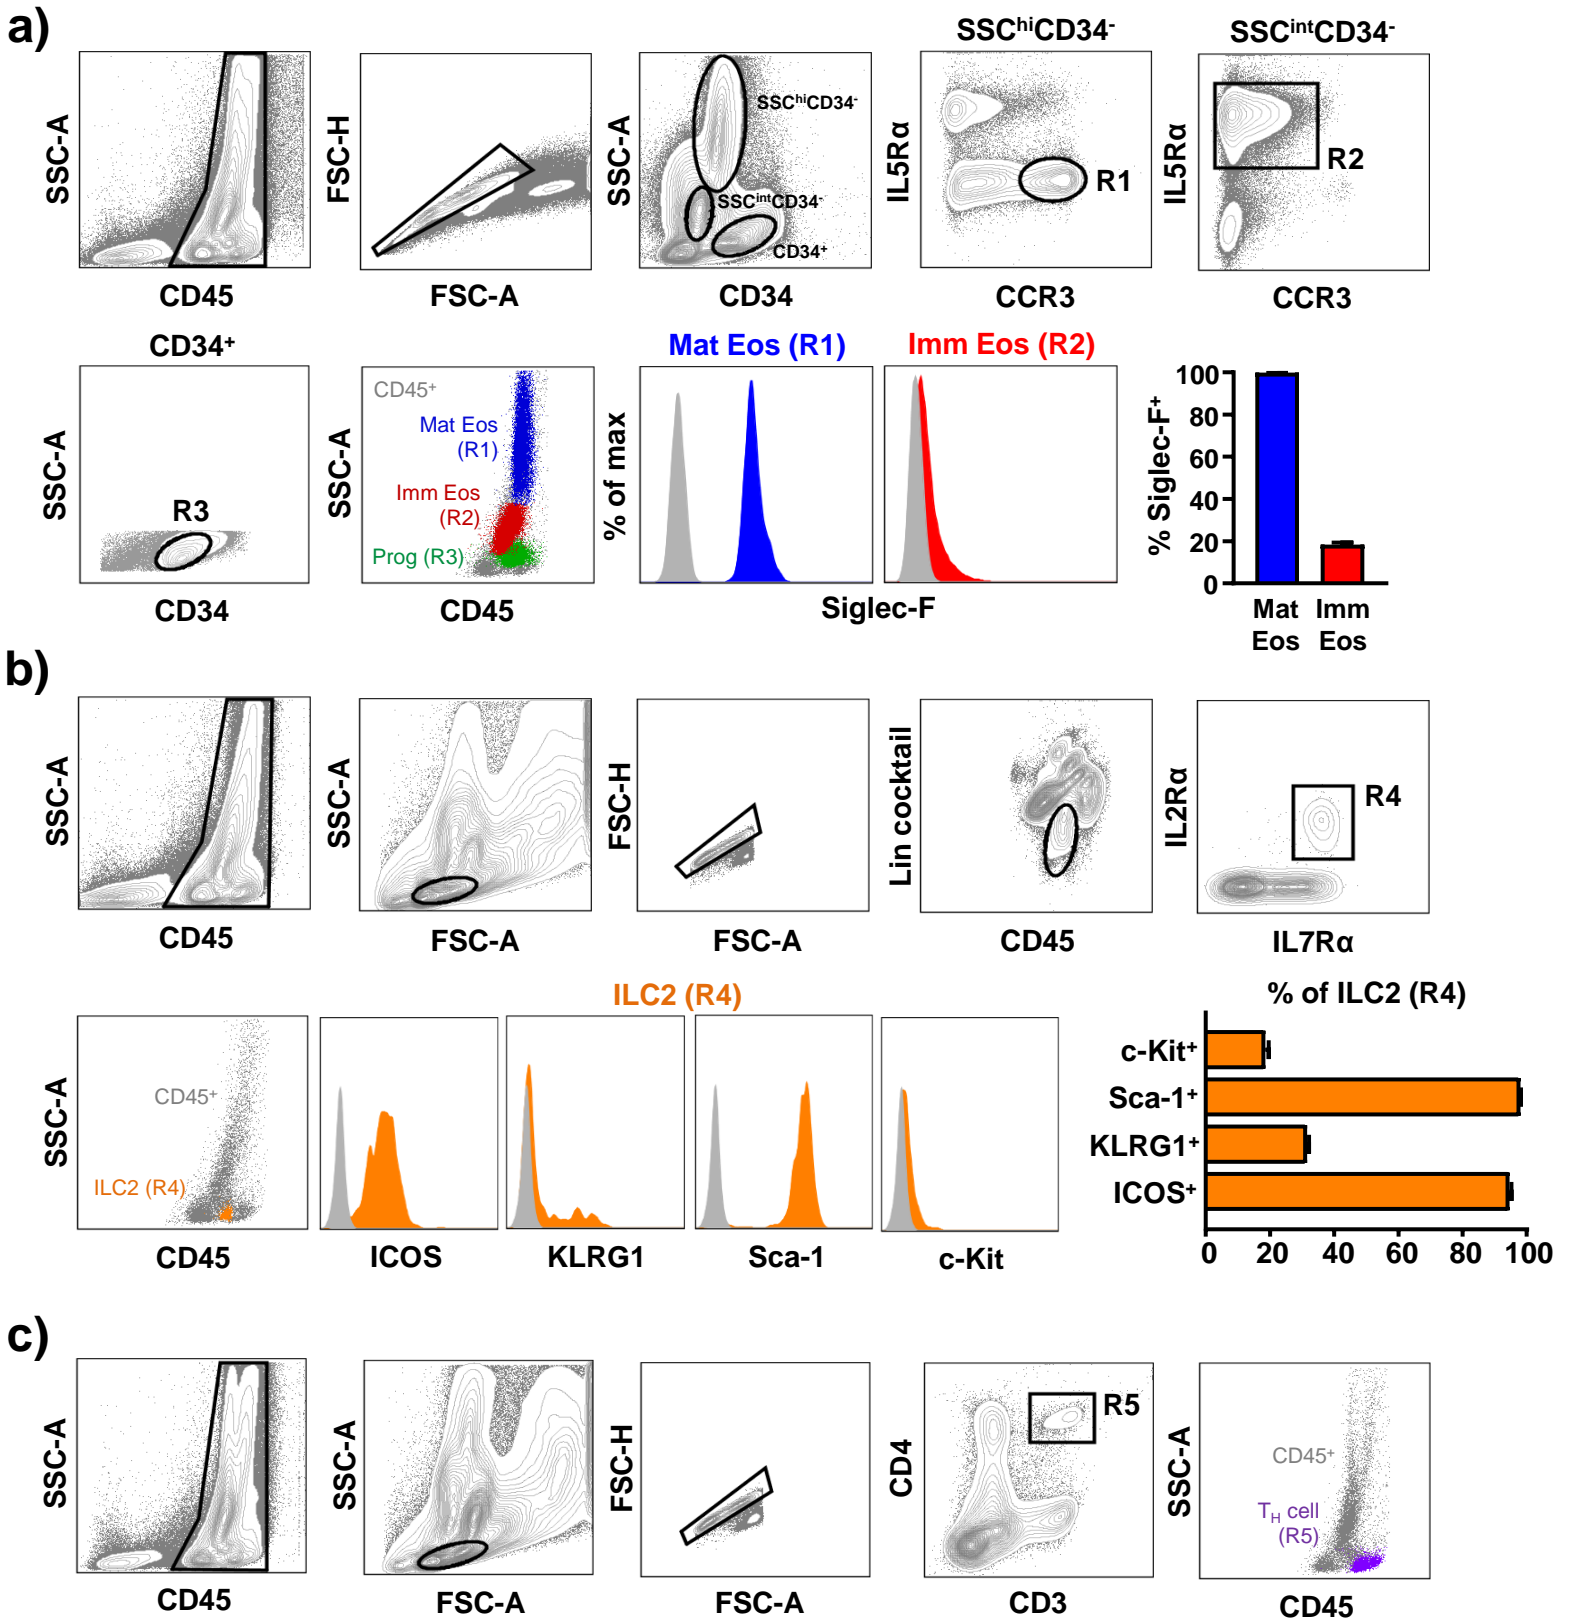 a)
SSC-A
CD45
FSC-H
FSC-A
SSC-A
SSCʰⁱCD34⁻
SSCⁱⁿᵗCD34⁻
CD34⁺
CD34
SSCʰⁱCD34⁻
IL5Rα
R1
CCR3
SSCⁱⁿᵗCD34⁻
IL5Rα
R2
CCR3
CD34⁺
SSC-A
R3
CD34
SSC-A
CD45⁺
Mat Eos
(R1)
Imm Eos
(R2)
Prog (R3)
CD45
Mat Eos (R1)
Imm Eos (R2)
% of max
Siglec-F
% Siglec-F⁺
100
80
60
40
20
0
Mat
Eos
Imm
Eos
b)
SSC-A
CD45
SSC-A
FSC-A
FSC-H
FSC-A
Lin cocktail
CD45
IL2Rα
R4
IL7Rα
SSC-A
CD45⁺
ILC2 (R4)
CD45
ILC2 (R4)
ICOS
KLRG1
Sca-1
c-Kit
% of ILC2 (R4)
c-Kit⁺
Sca-1⁺
KLRG1⁺
ICOS⁺
0 20 40 60 80 100
c)
SSC-A
CD45
SSC-A
FSC-A
FSC-H
FSC-A
CD4
R5
CD3
SSC-A
CD45⁺
T_H cell
(R5)
CD45